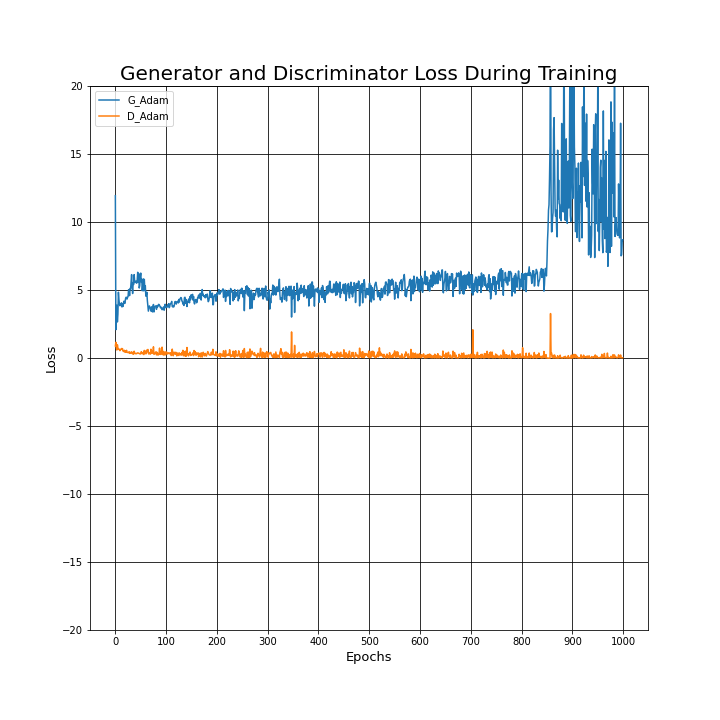 Generator and Discriminator Loss During Training
G_Adam
D_Adam
20
15
10
5
0
−5
−10
−15
−20
Loss
0 100 200 300 400 500 600 700 800 900 1000
Epochs